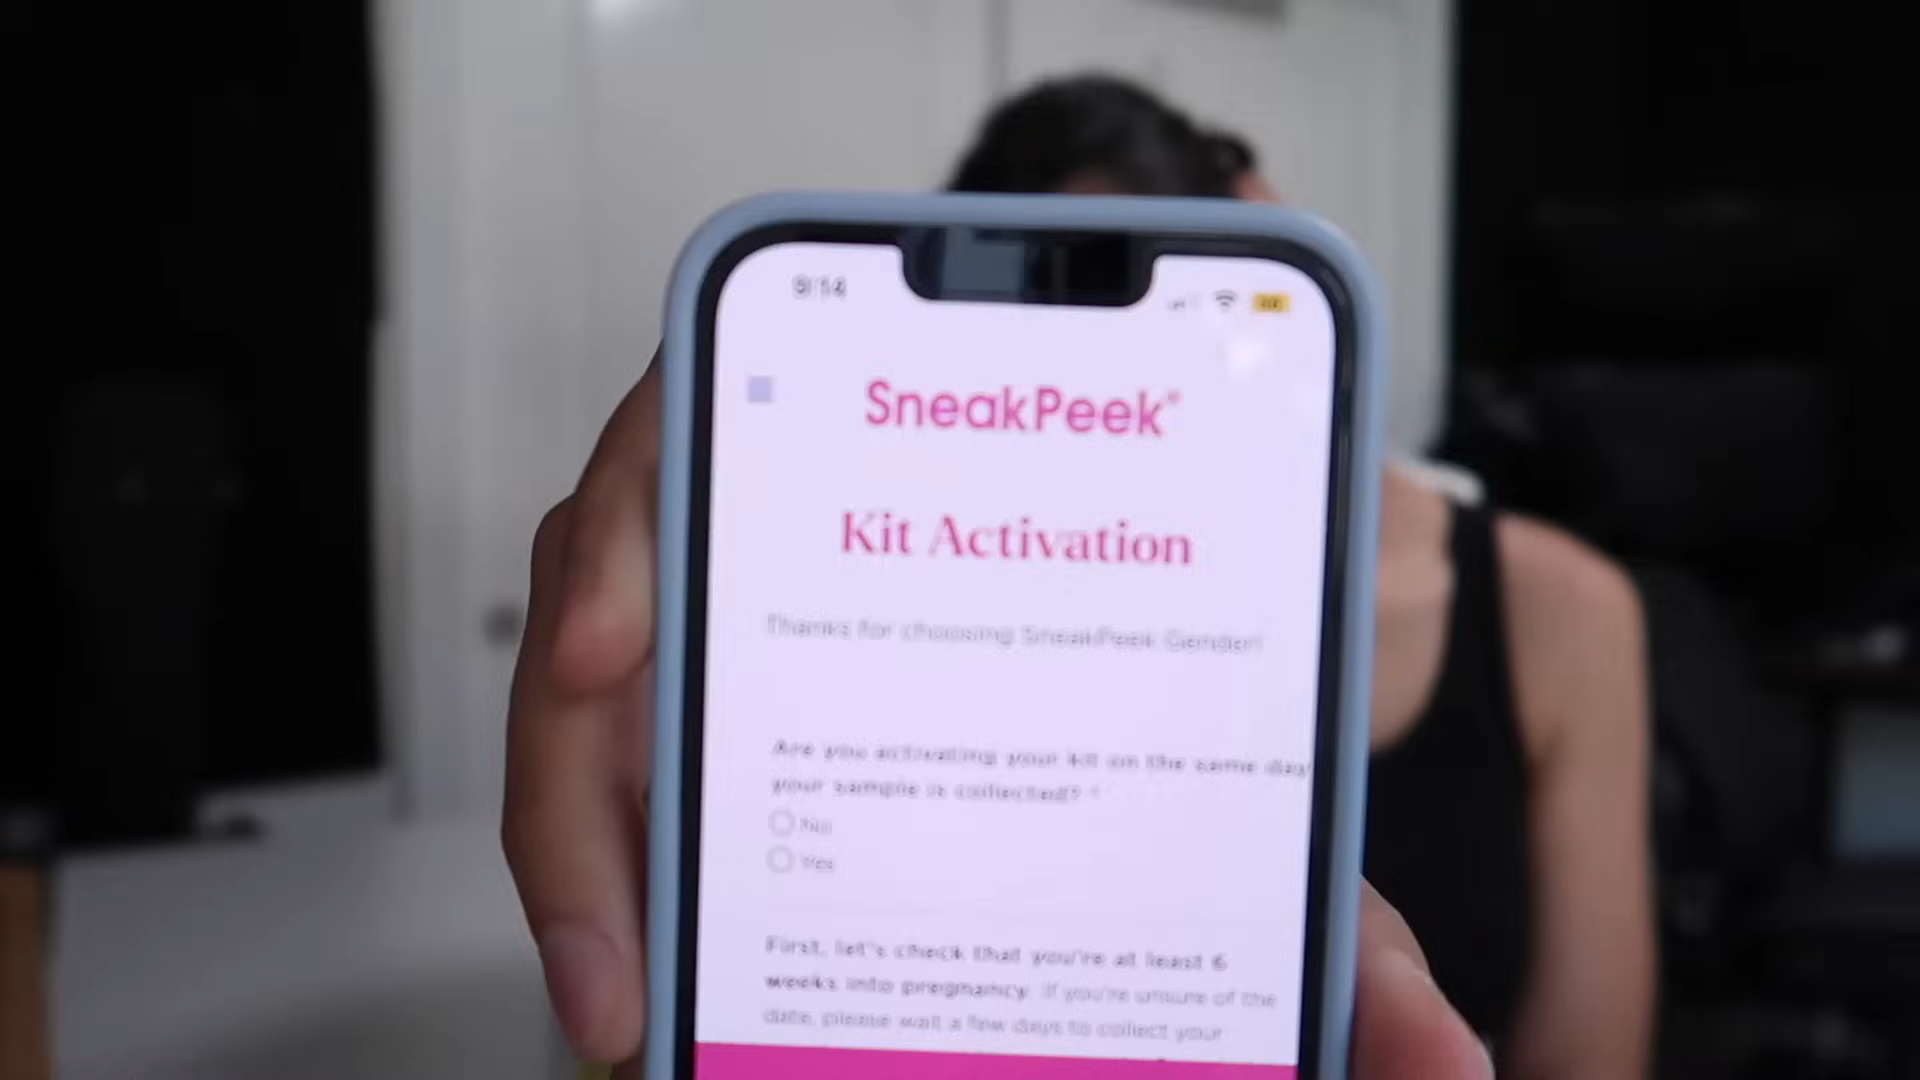 9:14
SneakPeek®
Kit Activation
Thanks for choosing SneakPeek Gender!
Are you activating your kit on the same day
your sample is collected? *
No
Yes
First, let's check that you're at least 6
weeks into pregnancy. If you're unsure of the
date, please wait a few days to collect your